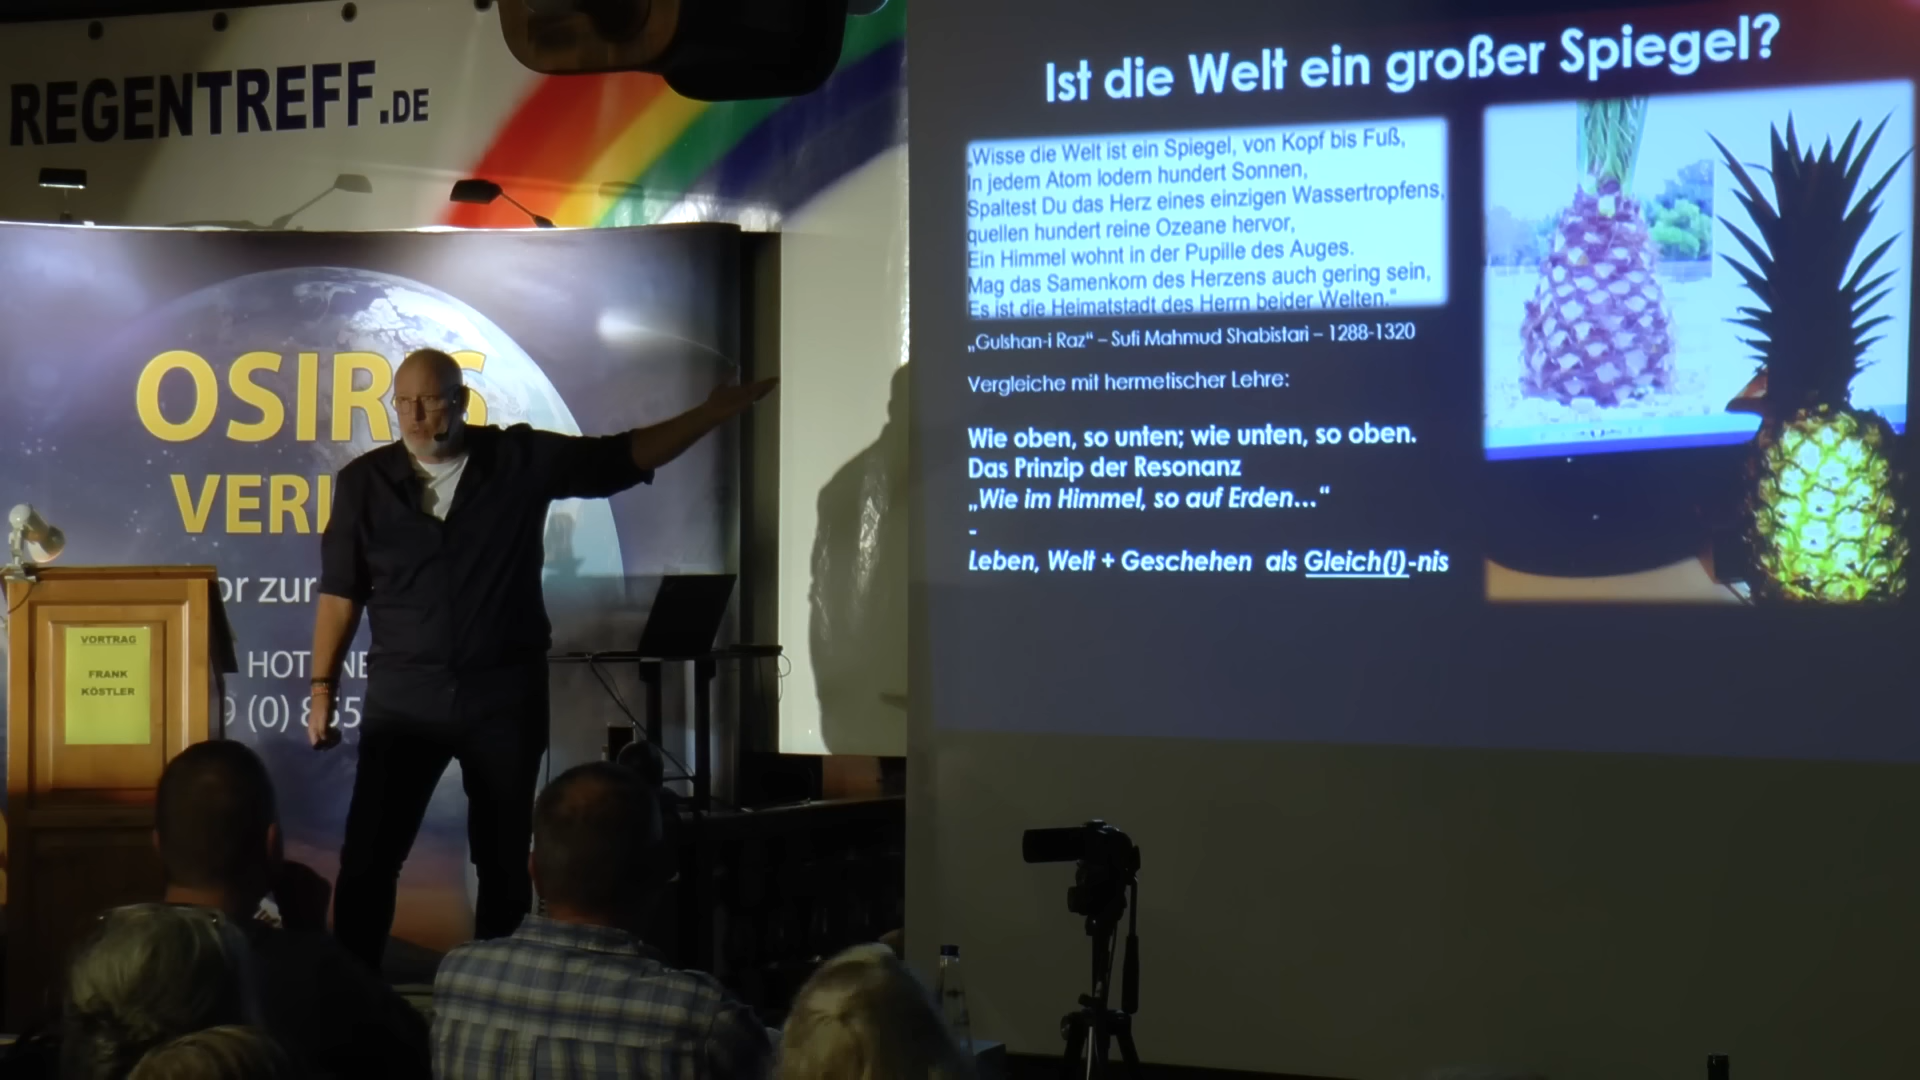 REGENTREFF.DE
OSIRIS
VERL
or zur
HOT NE
9 (0) 855
VORTRAG
FRANK
KÖSTLER
Ist die Welt ein großer Spiegel?
„Wisse die Welt ist ein Spiegel, von Kopf bis Fuß,
In jedem Atom lodern hundert Sonnen,
Spaltest Du das Herz eines einzigen Wassertropfens,
quellen hundert reine Ozeane hervor,
Ein Himmel wohnt in der Pupille des Auges.
Mag das Samenkorn des Herzens auch gering sein,
Es ist die Heimatstadt des Herrn beider Welten."
„Gulshan-i Raz“ – Sufi Mahmud Shabistari – 1288-1320
Vergleiche mit hermetischer Lehre:
Wie oben, so unten; wie unten, so oben.
Das Prinzip der Resonanz
„Wie im Himmel, so auf Erden...“
-
Leben, Welt + Geschehen als Gleich(!)-nis